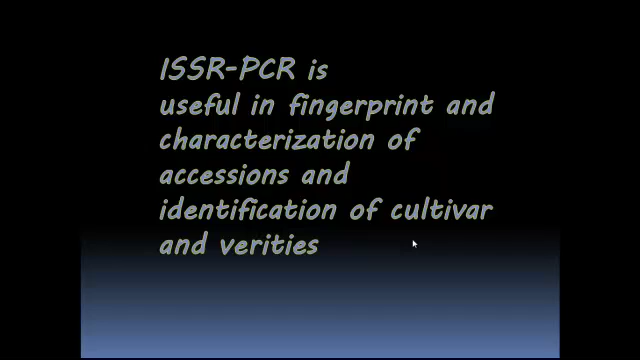 ISSR-PCR is
useful in fingerprint and
characterization of
accessions and
identification of cultivar
and verities